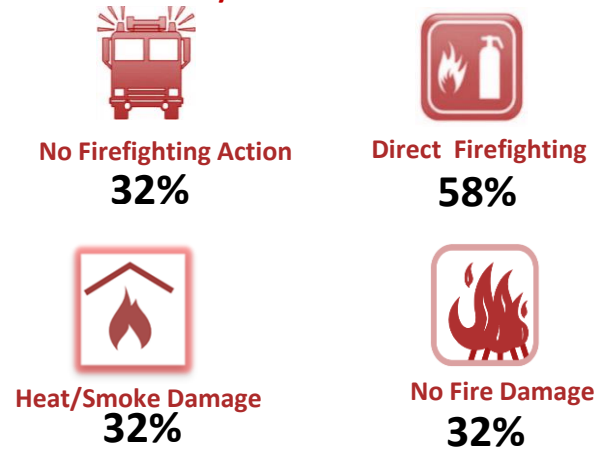 No Firefighting Action
32%
Direct Firefighting
58%
Heat/Smoke Damage
32%
No Fire Damage
32%